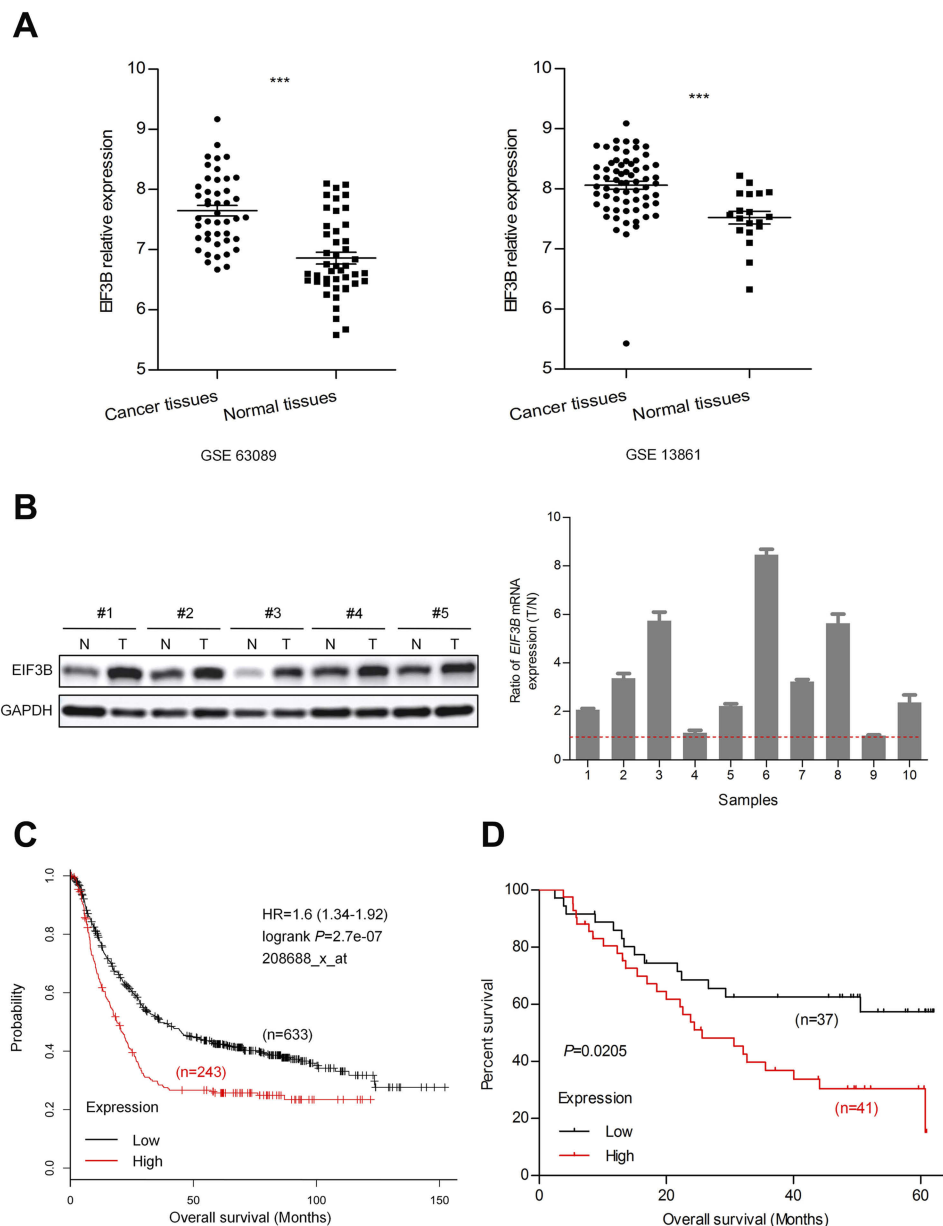 A
10
9
8
7
6
5
EIF3B relative expression
***
Cancer tissues
Normal tissues
GSE 63089
10
9
8
7
6
5
EIF3B relative expression
***
Cancer tissues
Normal tissues
GSE 13861
B
#1 #2 #3 #4 #5
N T N T N T N T N T
EIF3B
GAPDH
10
8
6
4
2
0
Ratio of EIF3B mRNA
expression (T/N)
1 2 3 4 5 6 7 8 9 10
Samples
C
1.0
0.8
0.6
0.4
0.2
0.0
Probability
HR=1.6 (1.34-1.92)
logrank P=2.7e-07
208688_x_at
(n=633)
(n=243)
Expression
Low
High
0 50 100 150
Overall survival (Months)
D
100
80
60
40
20
0
Percent survival
(n=37)
P=0.0205
(n=41)
Expression
Low
High
0 20 40 60
Overall survival (Months)